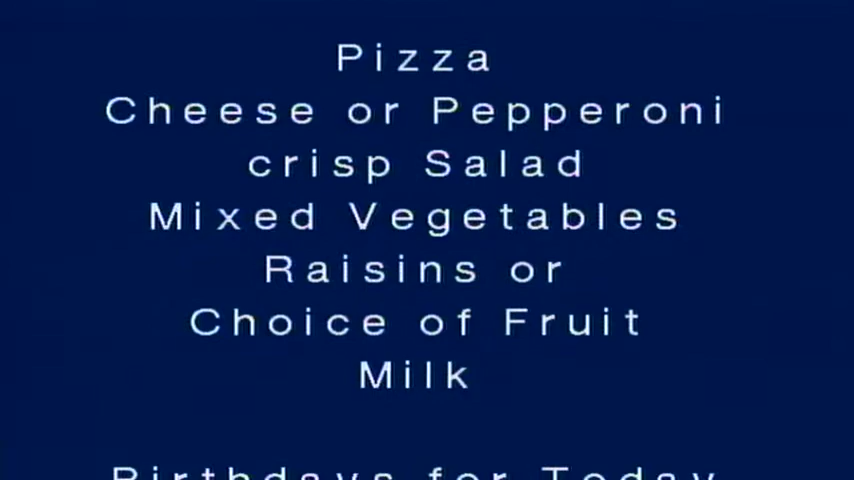 Pizza
Cheese or Pepperoni
crisp Salad
Mixed Vegetables
Raisins or
Choice of Fruit
Milk
Birthdays for Today